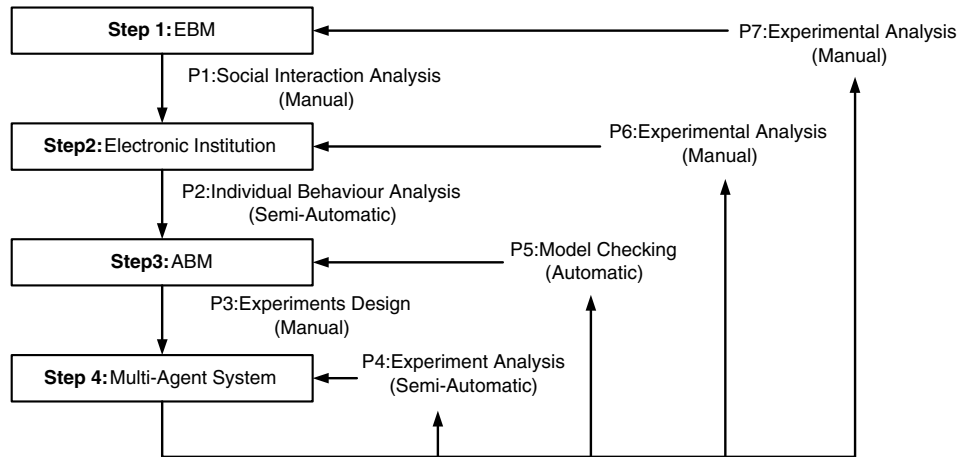 Step 1:EBM
P7:Experimental Analysis
(Manual)
P1:Social Interaction Analysis
(Manual)
Step2:Electronic Institution
P6:Experimental Analysis
(Manual)
P2:Individual Behaviour Analysis
(Semi-Automatic)
Step3:ABM
P5:Model Checking
(Automatic)
P3:Experiments Design
(Manual)
Step 4:Multi-Agent System
P4:Experiment Analysis
(Semi-Automatic)